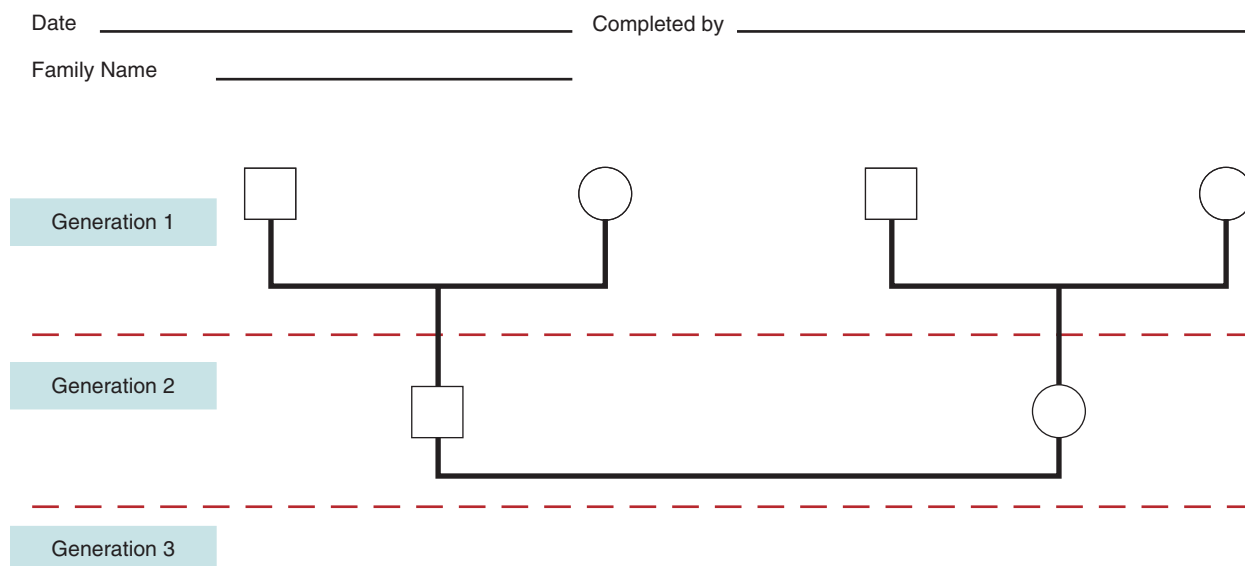 Date Completed by
Family Name
Generation 1
Generation 2
Generation 3